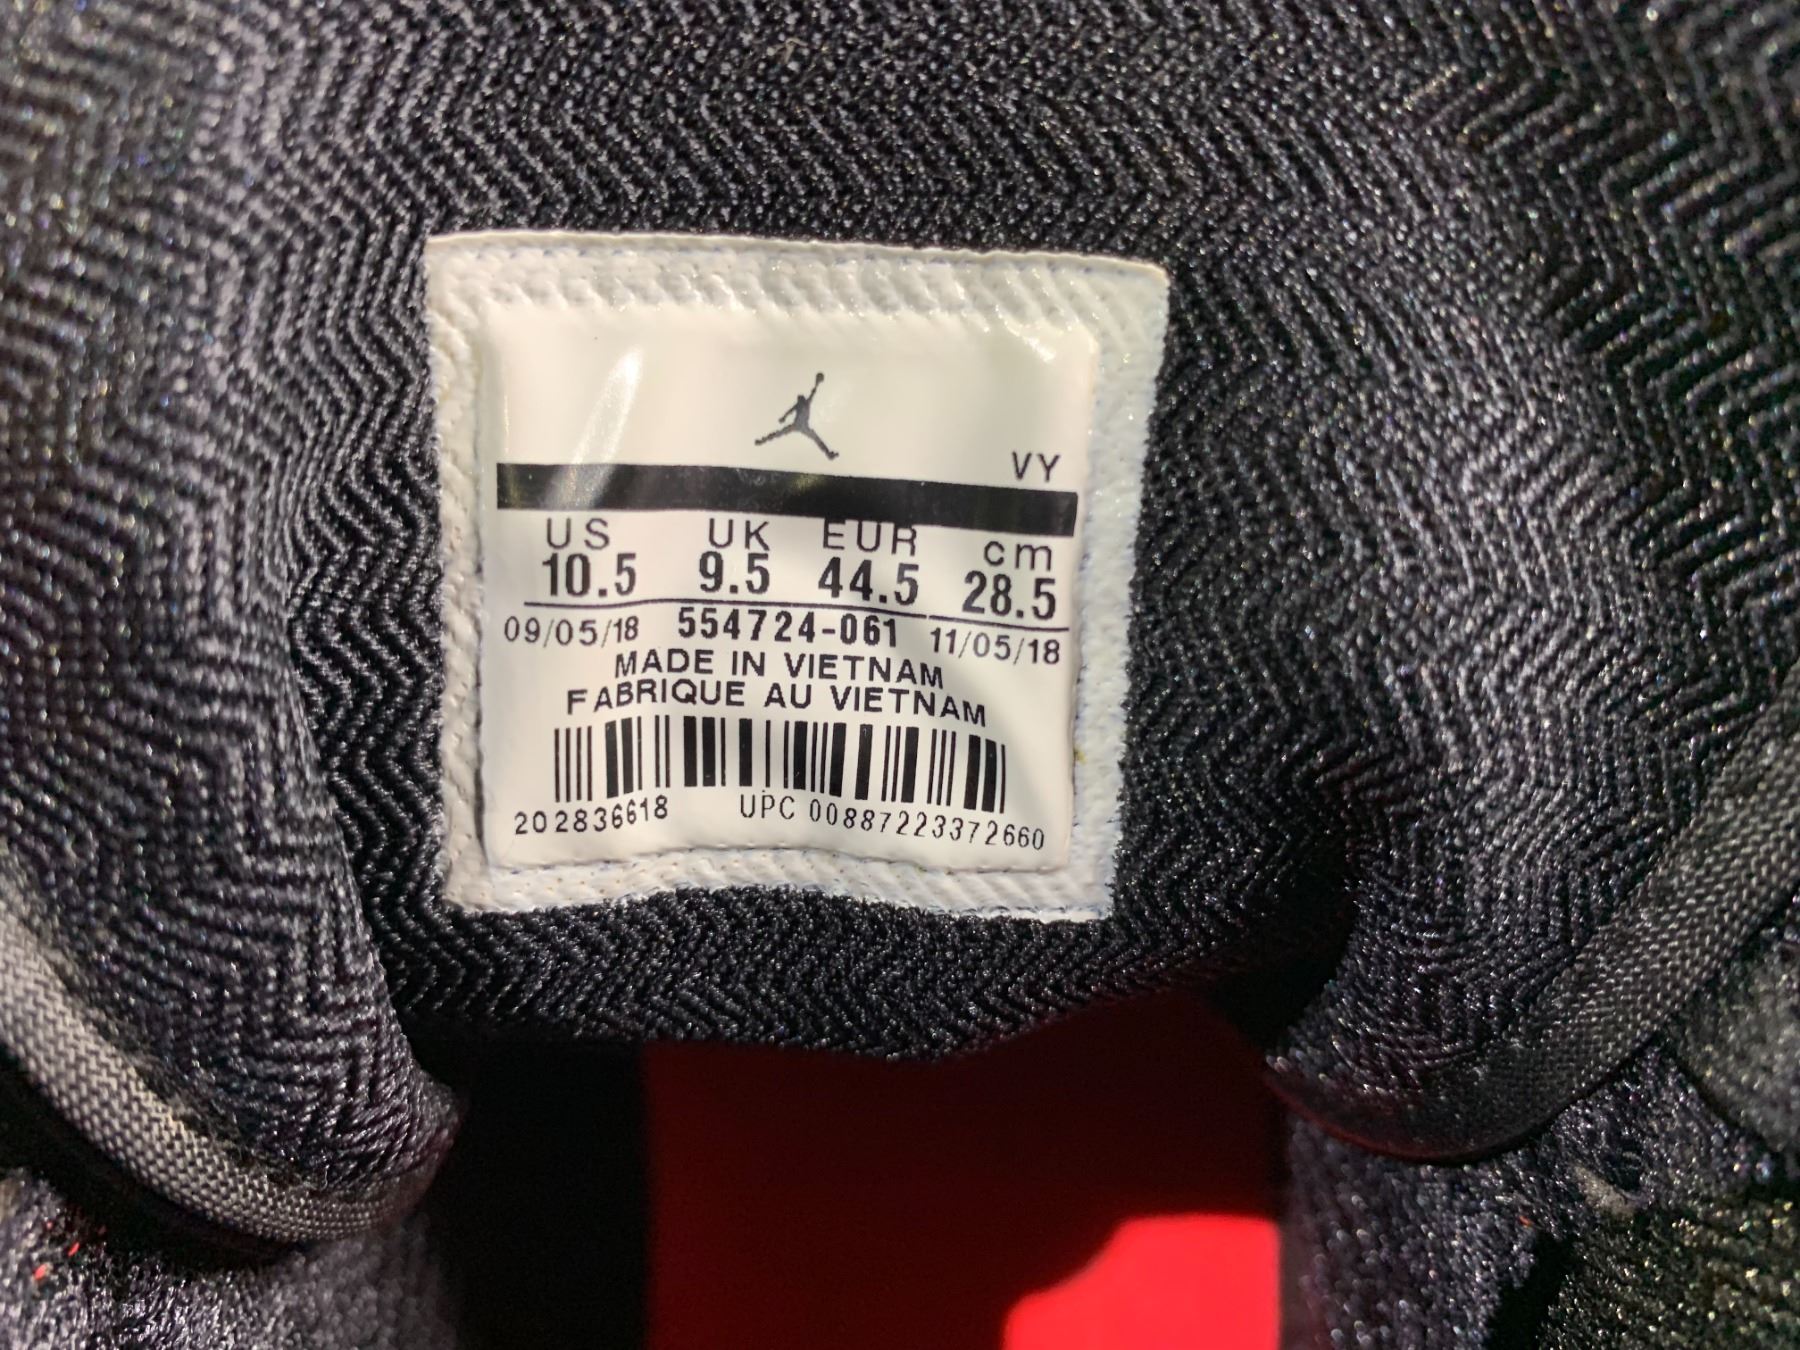 VY
US UK EUR cm
10.5 9.5 44.5 28.5
09/05/18 554724-061 11/05/18
MADE IN VIETNAM
FABRIQUE AU VIETNAM
202836618 UPC 00887223372660